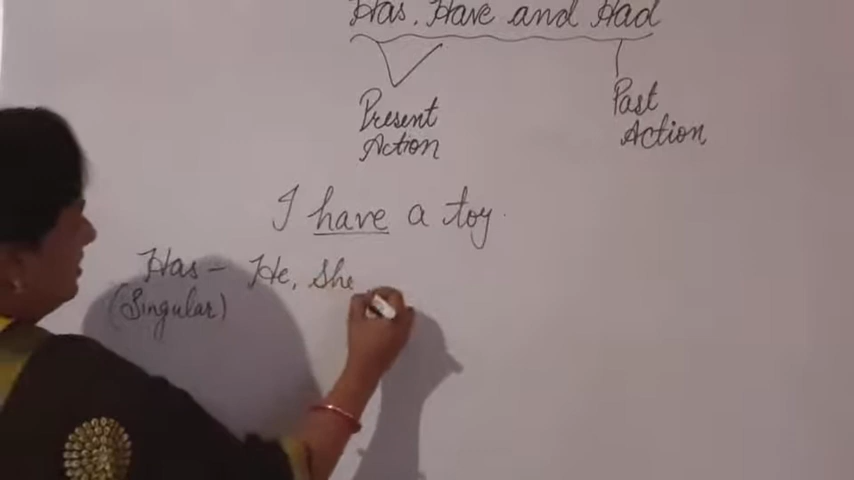 Has, Have and Had
Present Past
Action Action
I have a toy.
Has - He, She
(Singular)